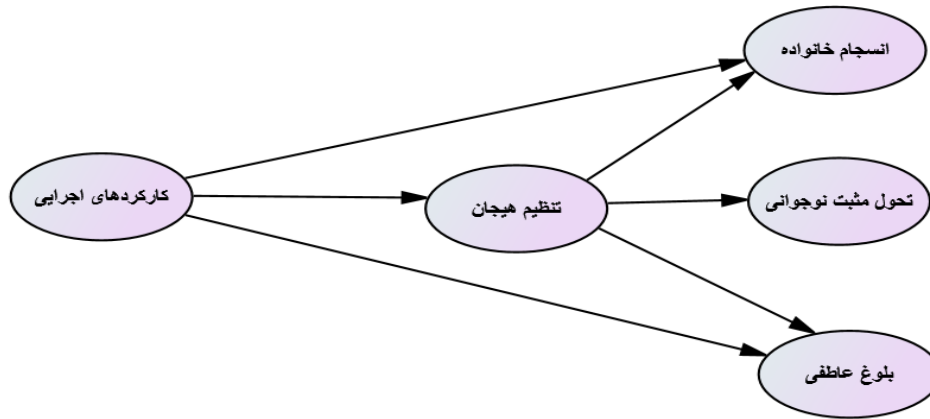 انسجام خانواده
کارکردهای اجرایی
تنظیم هیجان
تحول مثبت نوجوانی
بلوغ عاطفی